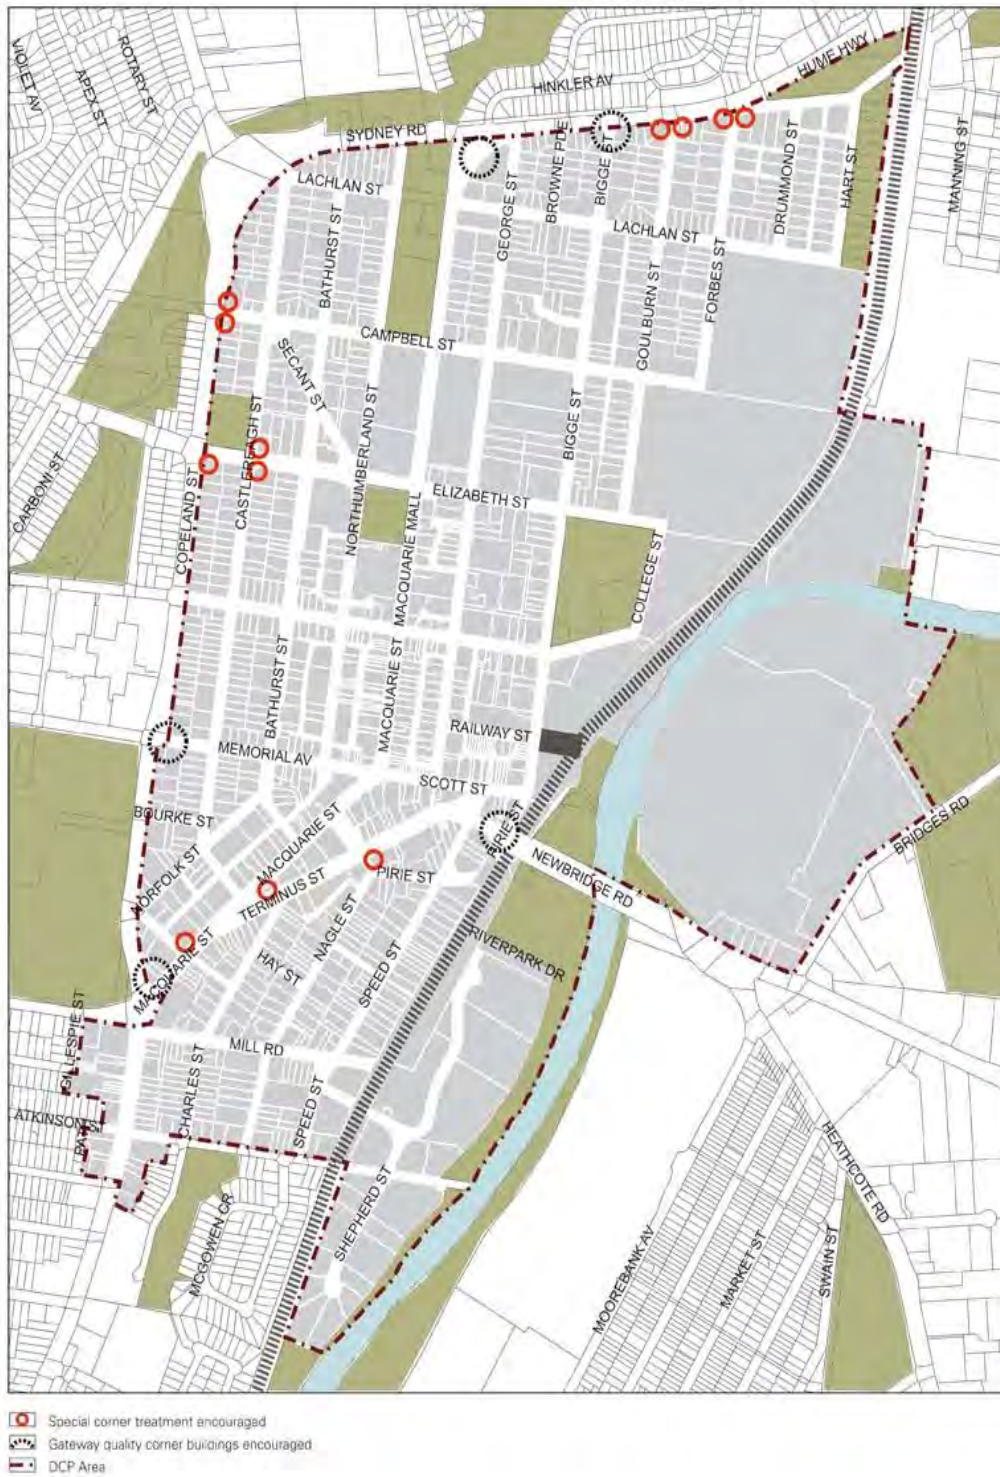 VIOLET AV
APEX ST
ROTARY ST
HINKLER AV
HUME HWY
SYDNEY RD
LACHLAN ST
BATHURST ST
GEORGE ST
BROWNE PDE
BIGGE ST
LACHLAN ST
DRUMMOND ST
HART ST
MANNING ST
GOULBURN ST
FORBES ST
CAMPBELL ST
SECANT ST
CARBONI ST
COPELAND ST
CASTLEREAGH ST
NORTHUMBERLAND ST
MACQUARIE MALL
ELIZABETH ST
BIGGE ST
COLLEGE ST
BATHURST ST
MACQUARIE ST
RAILWAY ST
MEMORIAL AV
SCOTT ST
BOURKE ST
NORFOLK ST
MACQUARIE ST
TERMINUS ST
PIRIE ST
PIRIE ST
NEWBRIDGE RD
BRIDGES RD
MACQUARIE ST
HAY ST
NAGLE ST
SPEED ST
RIVERPARK DR
GILLESPIE ST
MILL RD
ATKINSON ST
CHARLES ST
SPEED ST
SHEPHERD ST
MCGOWEN CR
HEATHCOTE RD
MOOREBANK AV
MARKET ST
SWAIN ST
Special corner treatment encouraged
Gateway quality corner buildings encouraged
DCP Area